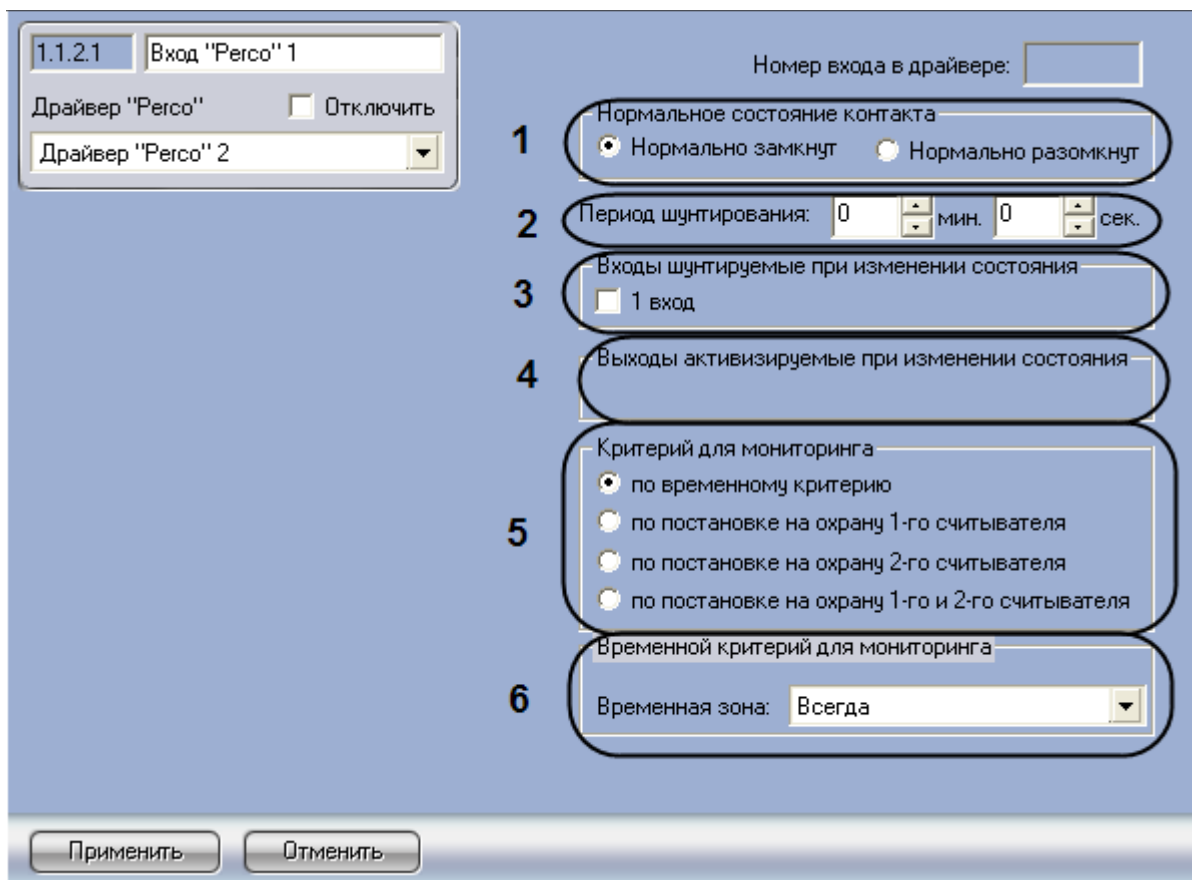 1.1.2.1 Вход "Perco" 1
Драйвер "Perco" Отключить
Драйвер "Perco" 2
Номер входа в драйвере:
1
Нормальное состояние контакта
Нормально замкнут Нормально разомкнут
2
Период шунтирования: 0 мин. 0 сек.
3
Входы шунтируемые при изменении состояния
1 вход
4
Выходы активизируемые при изменении состояния
5
Критерий для мониторинга
по временному критерию
по постановке на охрану 1-го считывателя
по постановке на охрану 2-го считывателя
по постановке на охрану 1-го и 2-го считывателя
6
Временной критерий для мониторинга
Временная зона: Всегда
Применить Отменить